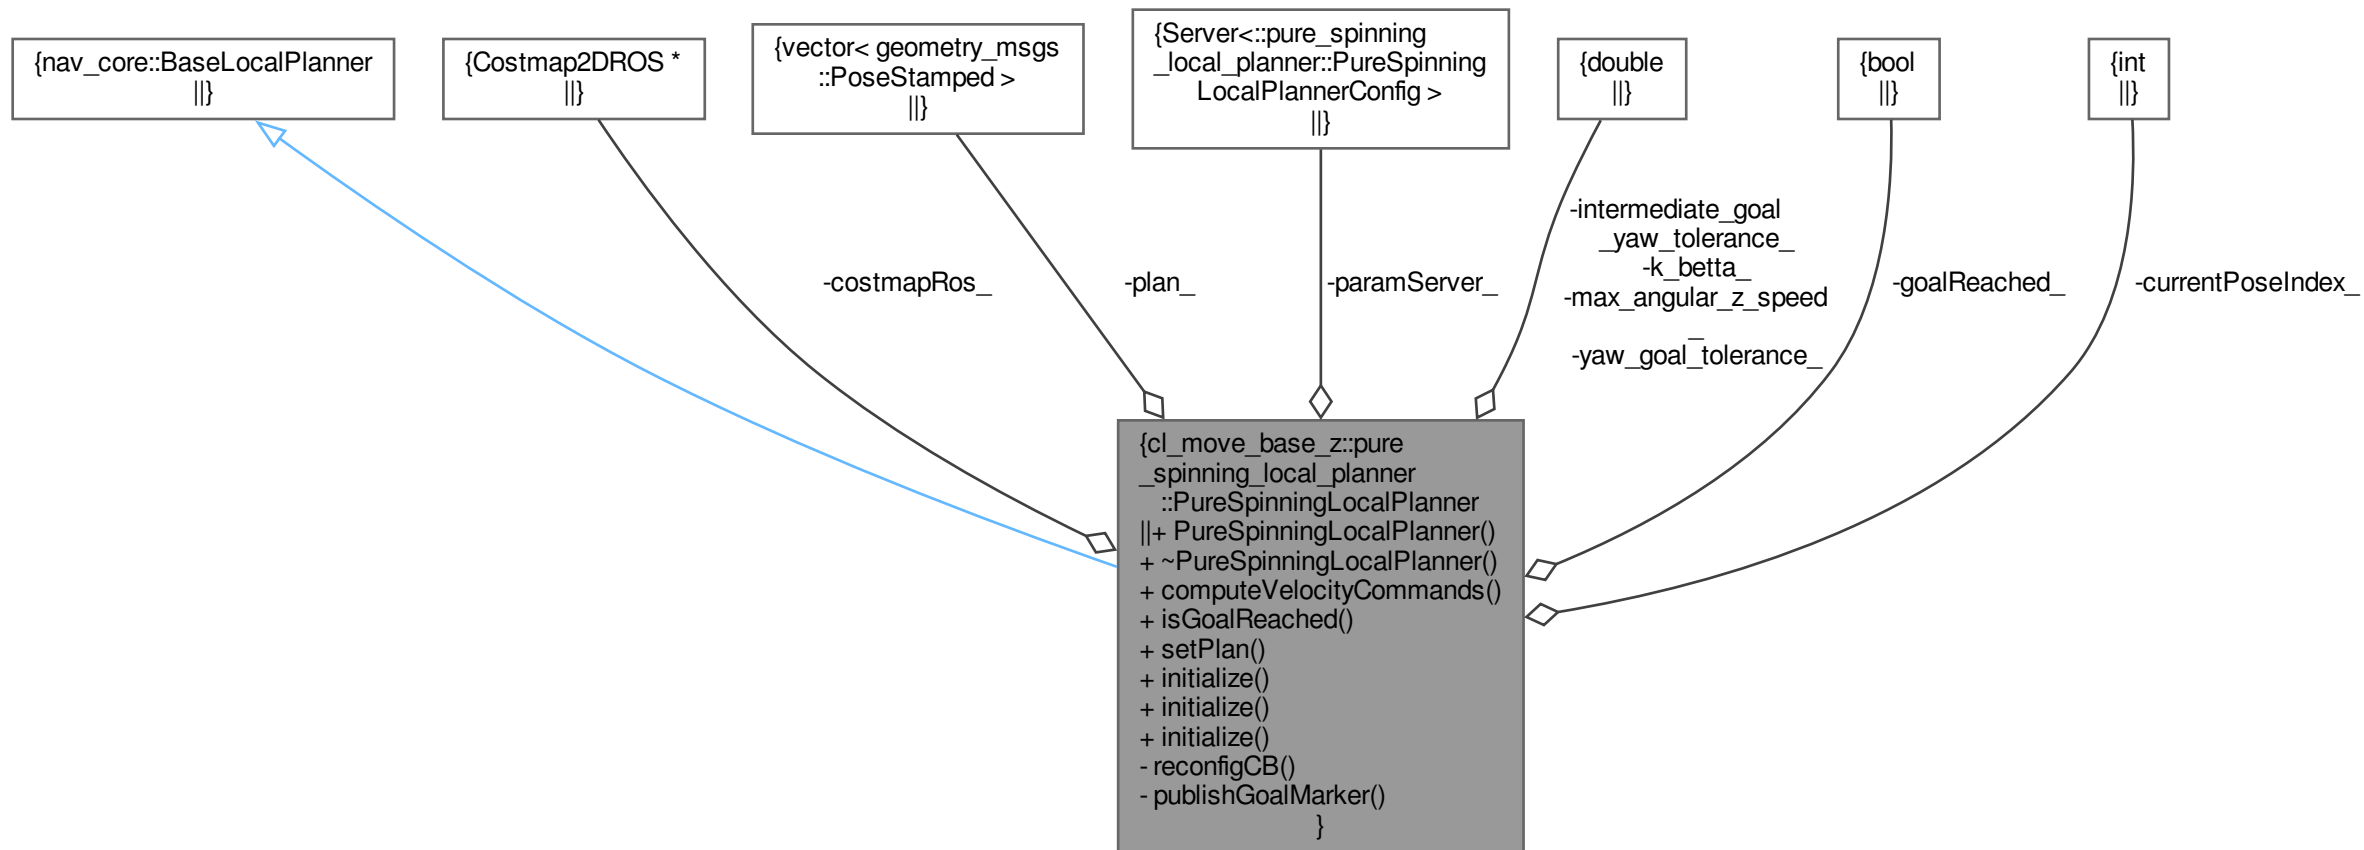 {nav_core::BaseLocalPlanner
||}
{Costmap2DROS *
||}
{vector< geometry_msgs
::PoseStamped >
||}
{Server<::pure_spinning
_local_planner::PureSpinning
LocalPlannerConfig >
||}
{double
||}
{bool
||}
{int
||}
-costmapRos_
-plan_
-paramServer_
-intermediate_goal
_yaw_tolerance_
-k_betta_
-max_angular_z_speed
_
-yaw_goal_tolerance_
-goalReached_
-currentPoseIndex_
{cl_move_base_z::pure
_spinning_local_planner
::PureSpinningLocalPlanner
||+ PureSpinningLocalPlanner()
+ ~PureSpinningLocalPlanner()
+ computeVelocityCommands()
+ isGoalReached()
+ setPlan()
+ initialize()
+ initialize()
+ initialize()
- reconfigCB()
- publishGoalMarker()
}